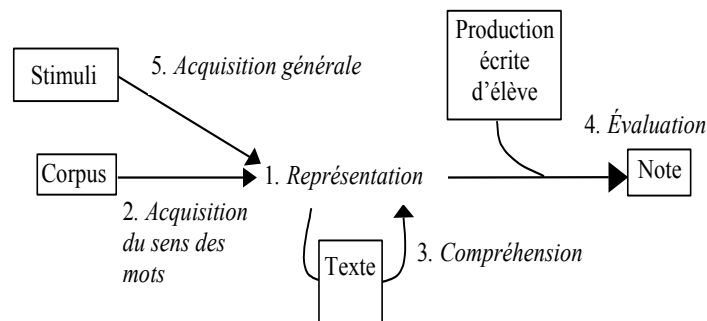 Production
écrite
d’élève
5. Acquisition générale
Stimuli
4. Évaluation
Corpus
1. Représentation
Note
2. Acquisition
du sens des
mots
3. Compréhension
Texte